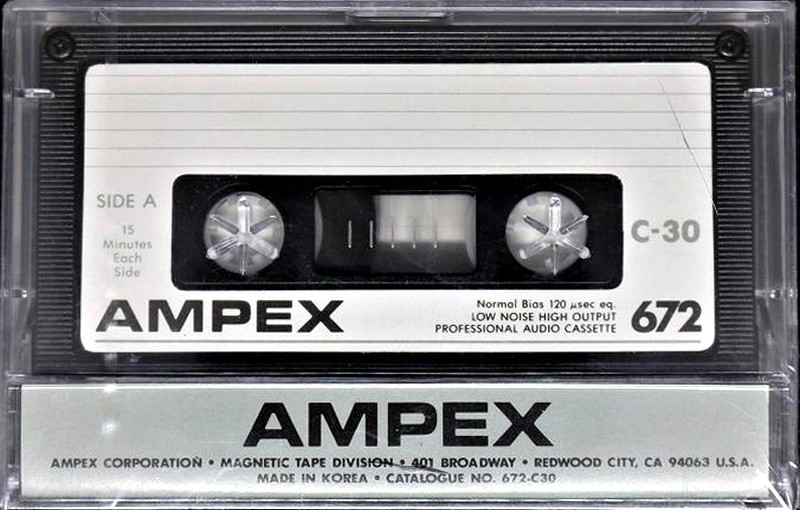 SIDE A
15
Minutes
Each
Side
C-30
AMPEX
Normal Bias 120 µsec eq.
LOW NOISE HIGH OUTPUT
PROFESSIONAL AUDIO CASSETTE
672
AMPEX
AMPEX CORPORATION • MAGNETIC TAPE DIVISION • 401 BROADWAY • REDWOOD CITY, CA 94063 U.S.A.
MADE IN KOREA • CATALOGUE NO. 672-C30